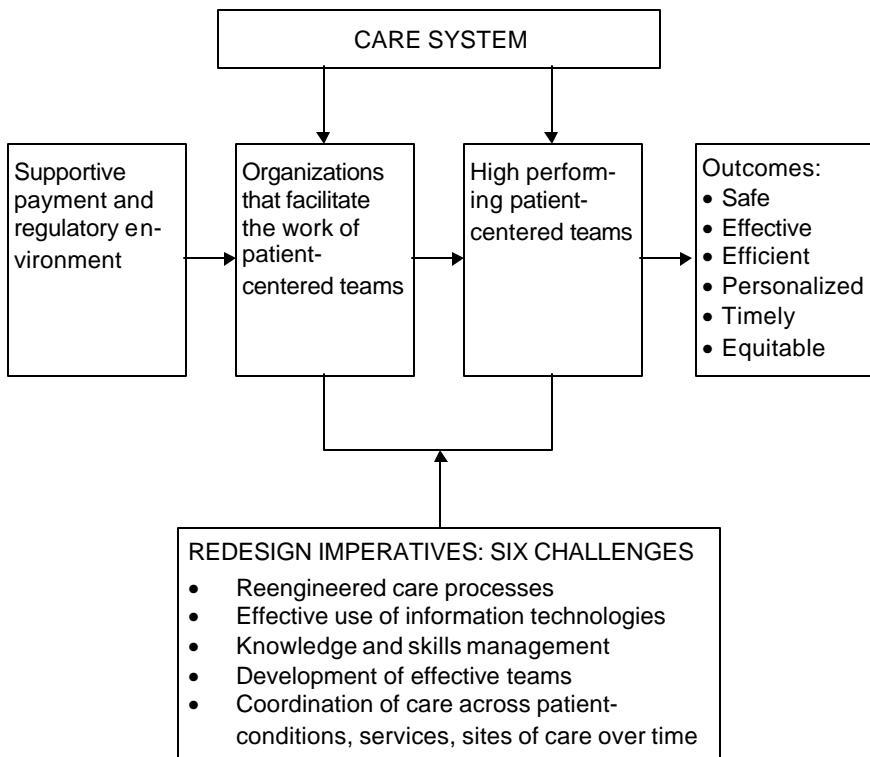 CARE SYSTEM
Supportive
payment and
regulatory en-
vironment
Organizations
that facilitate
the work of
patient-
centered teams
High perform-
ing patient-
centered teams
Outcomes:
• Safe
• Effective
• Efficient
• Personalized
• Timely
• Equitable
REDESIGN IMPERATIVES: SIX CHALLENGES
• Reengineered care processes
• Effective use of information technologies
• Knowledge and skills management
• Development of effective teams
• Coordination of care across patient-
conditions, services, sites of care over time